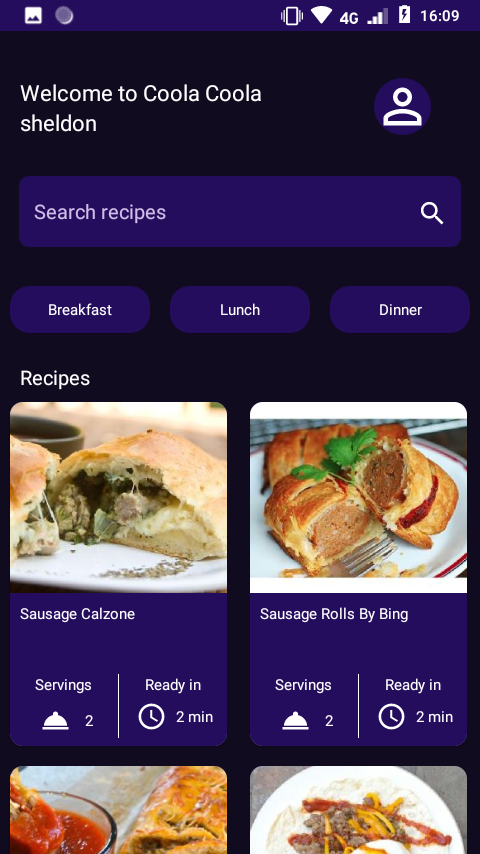 4G
16:09
Welcome to Coola Coola
sheldon
Search recipes
Breakfast
Lunch
Dinner
Recipes
Sausage Calzone
Servings
2
Ready in
2 min
Sausage Rolls By Bing
Servings
2
Ready in
2 min